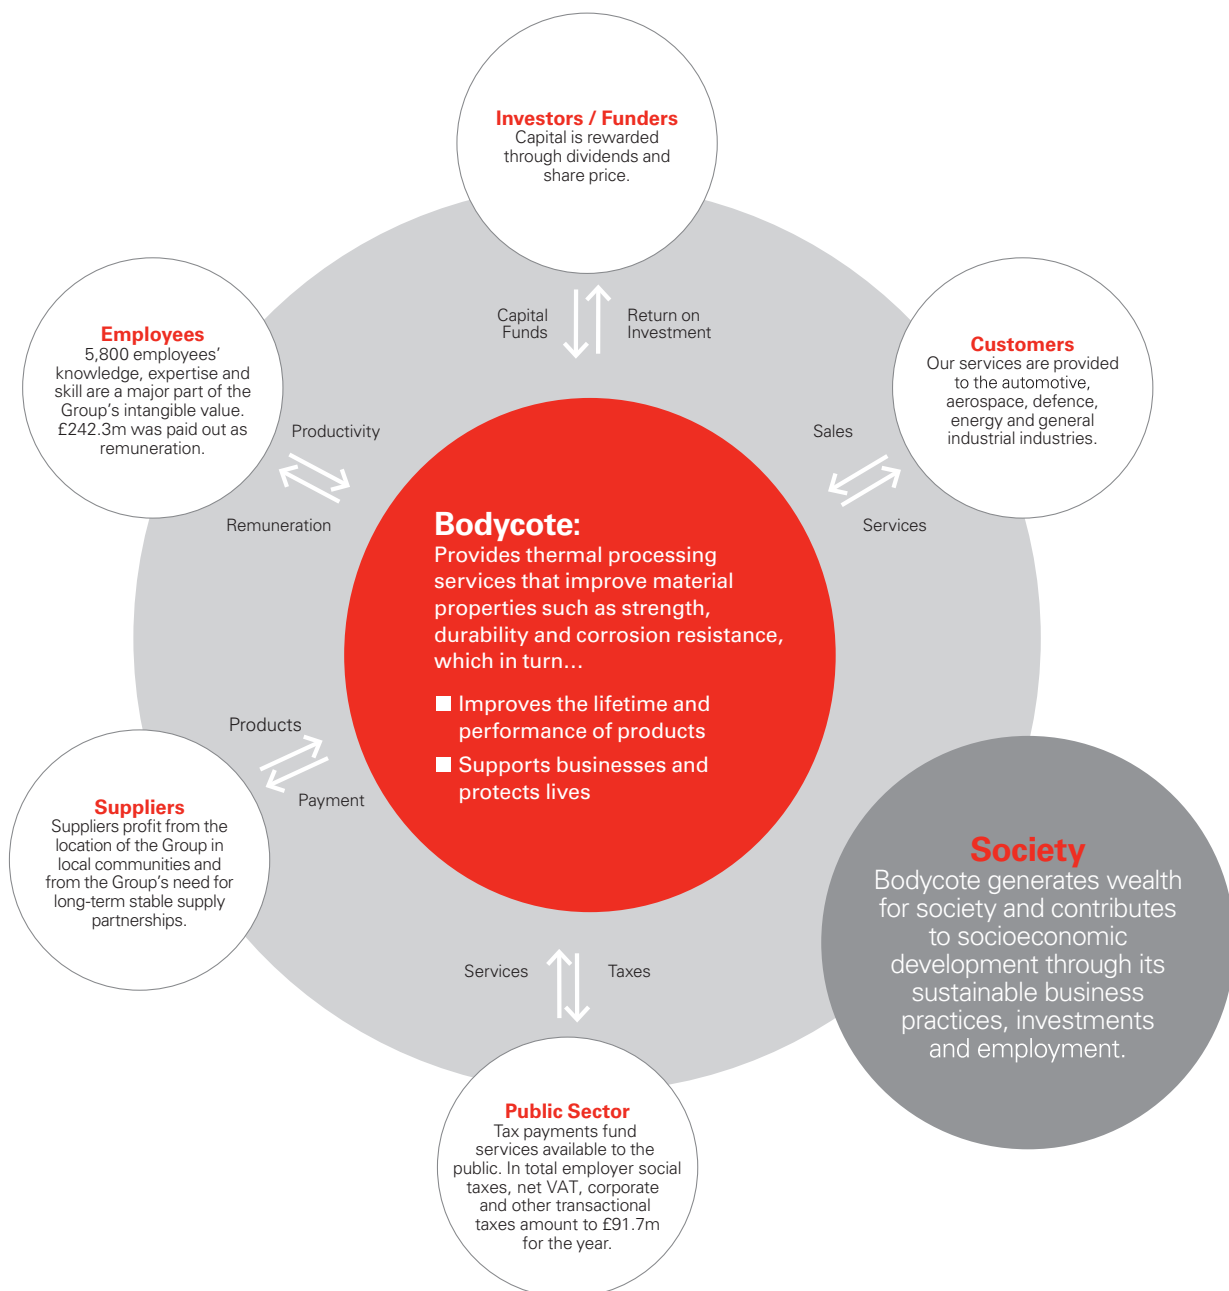 Investors / Funders
Capital is rewarded
through dividends and
share price.
Capital
Funds
Return on
Investment
Employees
5,800 employees’
knowledge, expertise and
skill are a major part of the
Group’s intangible value.
£242.3m was paid out as
remuneration.
Productivity
Remuneration
Customers
Our services are provided
to the automotive,
aerospace, defence,
energy and general
industrial industries.
Sales
Services
Bodycote:
Provides thermal processing
services that improve material
properties such as strength,
durability and corrosion resistance,
which in turn…
Improves the lifetime and
performance of products
Supports businesses and
protects lives
Products
Payment
Suppliers
Suppliers profit from the
location of the Group in
local communities and
from the Group’s need for
long-term stable supply
partnerships.
Society
Bodycote generates wealth
for society and contributes
to socioeconomic
development through its
sustainable business
practices, investments
and employment.
Services
Taxes
Public Sector
Tax payments fund
services available to the
public. In total employer social
taxes, net VAT, corporate
and other transactional
taxes amount to £91.7m
for the year.